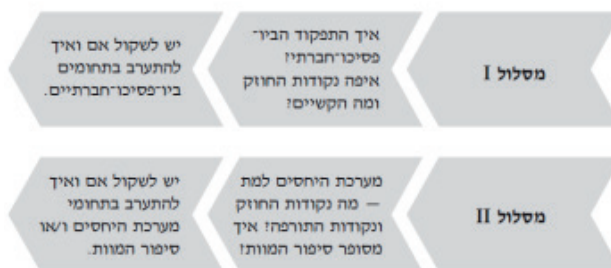 מסלול I
איך התפקוד הביו־
פסיכו־חברתי?
איפה נקודות החוזק
ומה הקשיים?
יש לשקול אם ואיך
להתערב בתחומים
ביו־פסיכו־חברתיים.
מסלול II
מערכת היחסים למת
— מה נקודות החוזק
ונקודות התורפה? איך
מסופר סיפור המוות?
יש לשקול אם ואיך
להתערב בתחומי
מערכת היחסים ו/או
סיפור המוות.